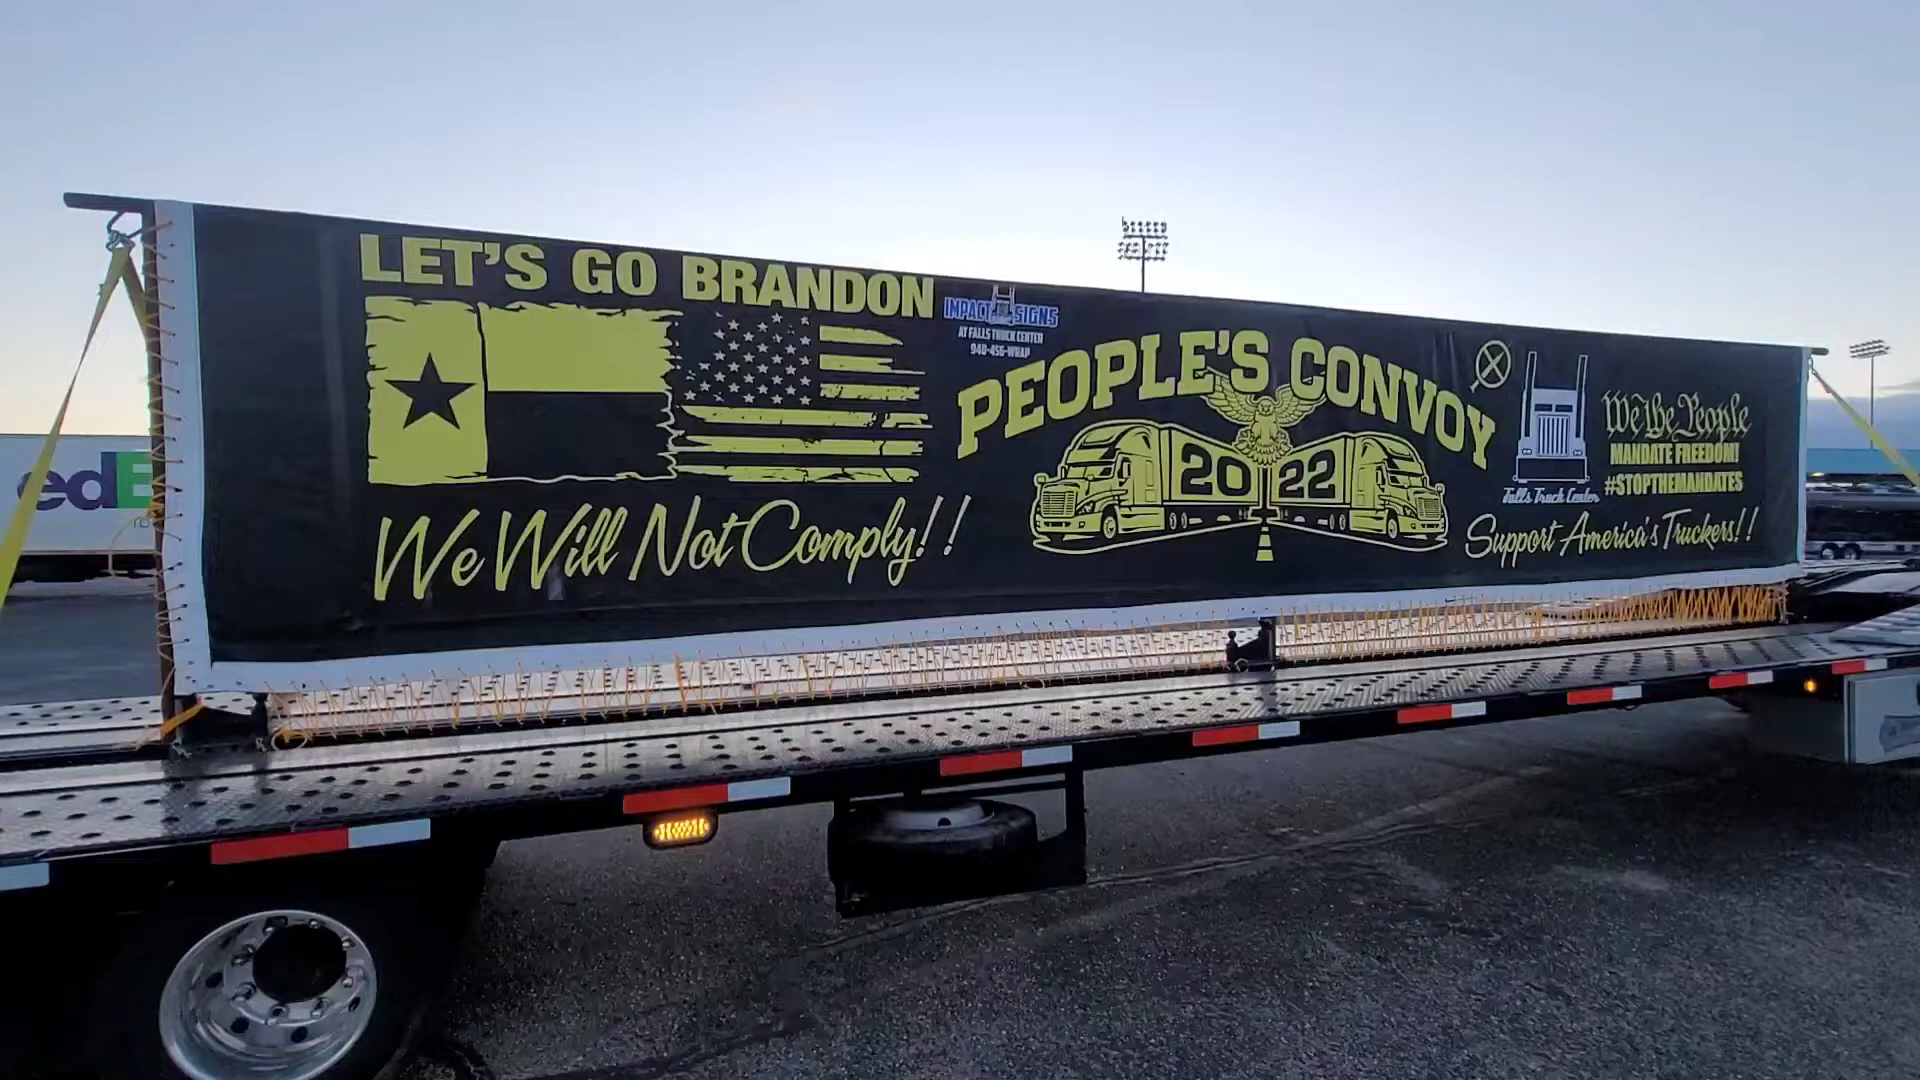 LET'S GO BRANDON
We Will Not Comply!!
IMPACT SIGNS
AT FALLS TRUCK CENTER
940-456-WRAP
PEOPLE'S CONVOY
20 22
Falls Truck Center
We the People
MANDATE FREEDOM!
#STOPTHEMANDATES
Support America's Truckers!!
edE